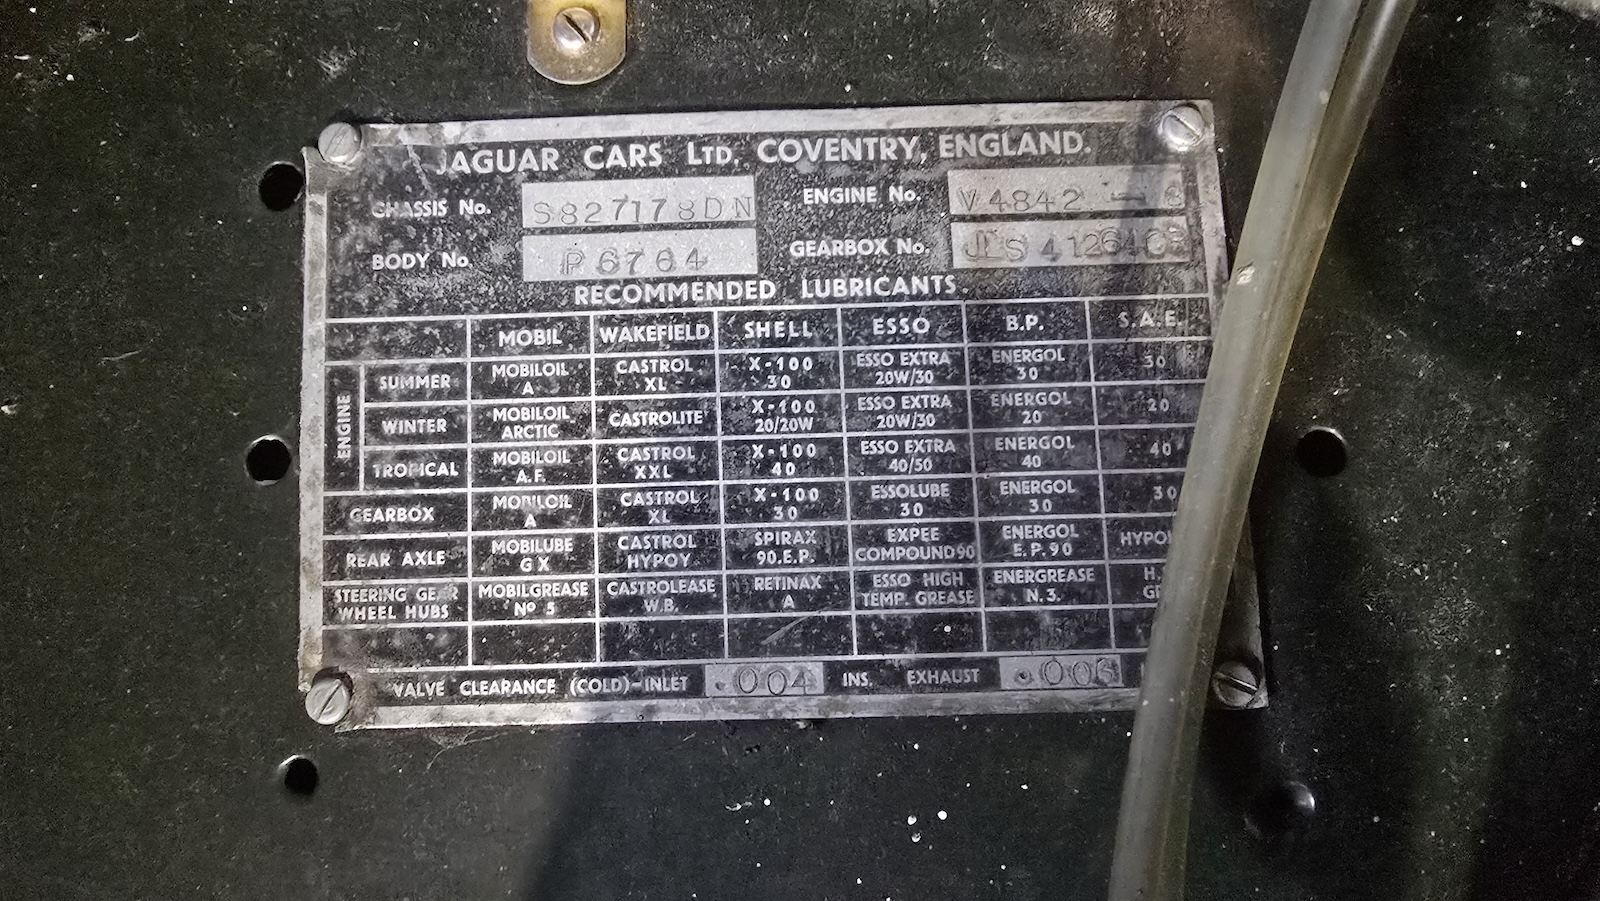 JAGUAR CARS LTD. COVENTRY, ENGLAND.
CHASSIS No. S827178DN ENGINE No. V4842 — 8
BODY No P6764 GEARBOX No.
RECOMMENDED LUBRICANTS.
MOBIL WAKEFIELD SHELL ESSO B.P. S.A.E.
ENGINE
SUMMER MOBILOIL A CASTROL XL X-100 30 ESSO EXTRA 20W/30 ENERGOL 30 30
WINTER MOBILOIL ARCTIC CASTROLITE X-100 20/20W ESSO EXTRA 20W/30 ENERGOL 20 20
TROPICAL MOBILOIL A.F. CASTROL XXL X-100 40 ESSO EXTRA 40/50 ENERGOL 40 40
GEARBOX MOBILOIL A CASTROL XL X-100 30 ESSOLUBE 30 ENERGOL 30 30
REAR AXLE MOBILUBE GX CASTROL HYPOY SPIRAX 90.E.P. EXPEE COMPOUND 90 ENERGOL E.P.90
STEERING GEAR WHEEL HUBS MOBILGREASE No 5 CASTROLEASE W.B. RETINAX A ESSO HIGH TEMP. GREASE ENERGREASE N.3.
VALVE CLEARANCE (COLD)-INLET .004 INS. EXHAUST .006